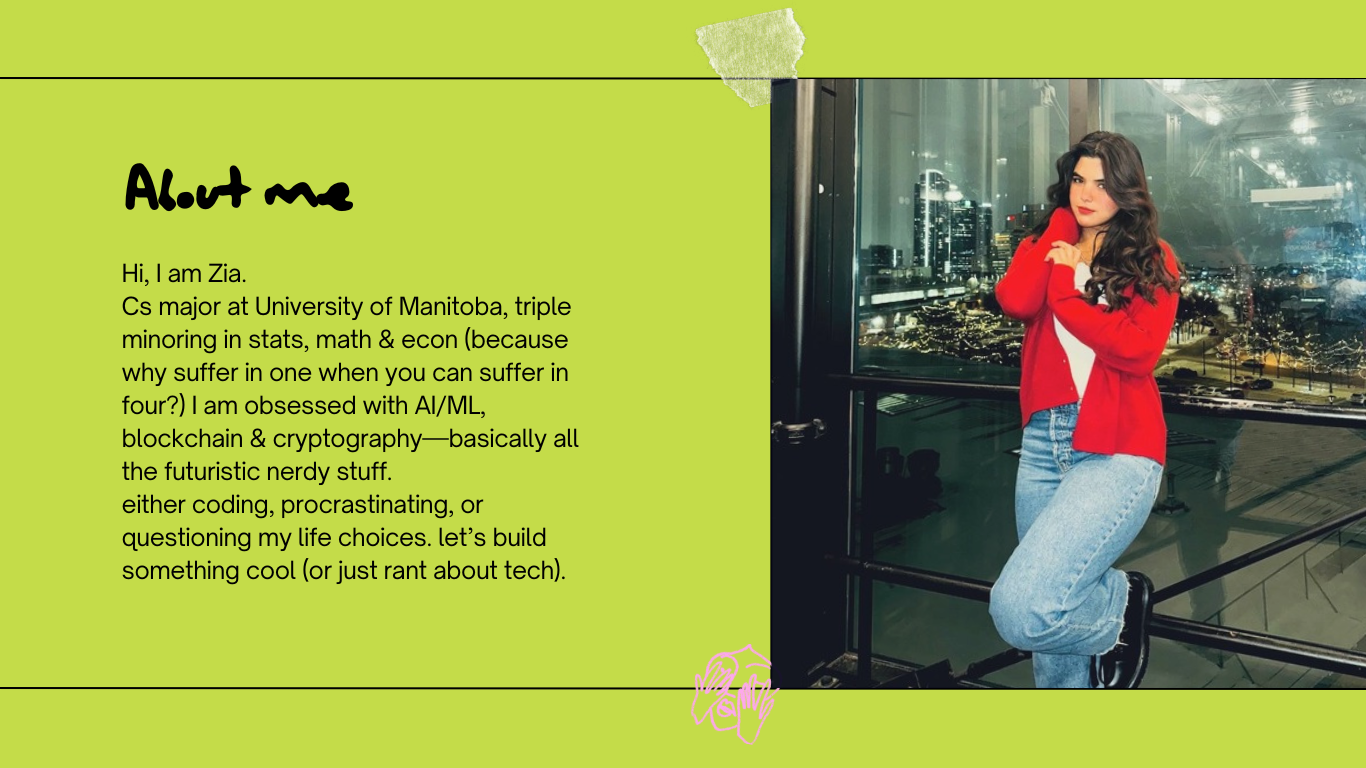 About me
Hi, I am Zia.
Cs major at University of Manitoba, triple
minoring in stats, math & econ (because
why suffer in one when you can suffer in
four?) I am obsessed with AI/ML,
blockchain & cryptography—basically all
the futuristic nerdy stuff.
either coding, procrastinating, or
questioning my life choices. let’s build
something cool (or just rant about tech).